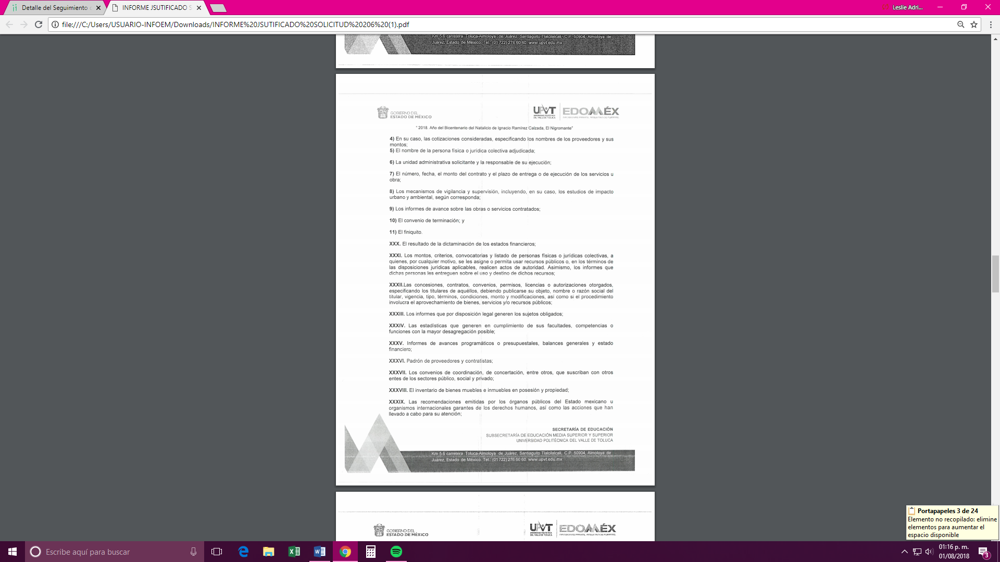 Detalle del Seguimiento
INFORME JSUTIFICADO S
Leslie Adri...
file:///C:/Users/USUARIO-INFOEM/Downloads/INFORME%20JSUTIFICADO%20SOLICITUD%20206%20(1).pdf
Km 5.6 carretera Toluca-Almoloya de Juárez, Santiaguito Tlalcilalcali, C.P. 50904, Almoloya de
Juárez, Estado de México. Tel.: (01 722) 276 60 60 www.upvt.edu.mx
GOBIERNO DEL
ESTADO DE MÉXICO
UPVT
UNIVERSIDAD POLITÉCNICA
DEL VALLE DE TOLUCA
EDOMÉX
" 2018. Año del Bicentenario del Natalicio de Ignacio Ramírez Calzada, El Nigromante"
4) En su caso, las cotizaciones consideradas, especificando los nombres de los proveedores y sus
montos;
5) El nombre de la persona física o jurídica colectiva adjudicada;
6) La unidad administrativa solicitante y la responsable de su ejecución;
7) El número, fecha, el monto del contrato y el plazo de entrega o de ejecución de los servicios u
obra;
8) Los mecanismos de vigilancia y supervisión, incluyendo, en su caso, los estudios de impacto
urbano y ambiental, según corresponda;
9) Los informes de avance sobre las obras o servicios contratados;
10) El convenio de terminación; y
11) El finiquito.
XXX. El resultado de la dictaminación de los estados financieros;
XXXI. Los montos, criterios, convocatorias y listado de personas físicas o jurídicas colectivas, a
quienes, por cualquier motivo, se les asigne o permita usar recursos públicos o, en los términos de
las disposiciones jurídicas aplicables, realicen actos de autoridad. Asimismo, los informes que
dichas personas les entreguen sobre el uso y destino de dichos recursos;
XXXII.Las concesiones, contratos, convenios, permisos, licencias o autorizaciones otorgados,
especificando los titulares de aquéllos, debiendo publicarse su objeto, nombre o razón social del
titular, vigencia, tipo, términos, condiciones, monto y modificaciones, así como si el procedimiento
involucra el aprovechamiento de bienes, servicios y/o recursos públicos;
XXXIII. Los informes que por disposición legal generen los sujetos obligados;
XXXIV. Las estadísticas que generen en cumplimiento de sus facultades, competencias o
funciones con la mayor desagregación posible;
XXXV. Informes de avances programáticos o presupuestales, balances generales y estado
financiero;
XXXVI. Padrón de proveedores y contratistas;
XXXVII. Los convenios de coordinación, de concertación, entre otros, que suscriban con otros
entes de los sectores público, social y privado;
XXXVIII. El inventario de bienes muebles e inmuebles en posesión y propiedad;
XXXIX. Las recomendaciones emitidas por los órganos públicos del Estado mexicano u
organismos internacionales garantes de los derechos humanos, así como las acciones que han
llevado a cabo para su atención;
SECRETARÍA DE EDUCACIÓN
SUBSECRETARÍA DE EDUCACIÓN MEDIA SUPERIOR Y SUPERIOR
UNIVERSIDAD POLITÉCNICA DEL VALLE DE TOLUCA
Km 5.6 carretera Toluca-Almoloya de Juárez, Santiaguito Tlalcilalcali, C.P. 50904, Almoloya de
Juárez, Estado de México. Tel.: (01 722) 276 60 60 www.upvt.edu.mx
GOBIERNO DEL
ESTADO DE MÉXICO
UPVT
UNIVERSIDAD POLITÉCNICA
DEL VALLE DE TOLUCA
EDOMÉX
Portapapeles 3 de 24
Elemento no recopilado: elimine
elementos para aumentar el
espacio disponible
Escribe aquí para buscar
01:16 p. m.
01/08/2018
3